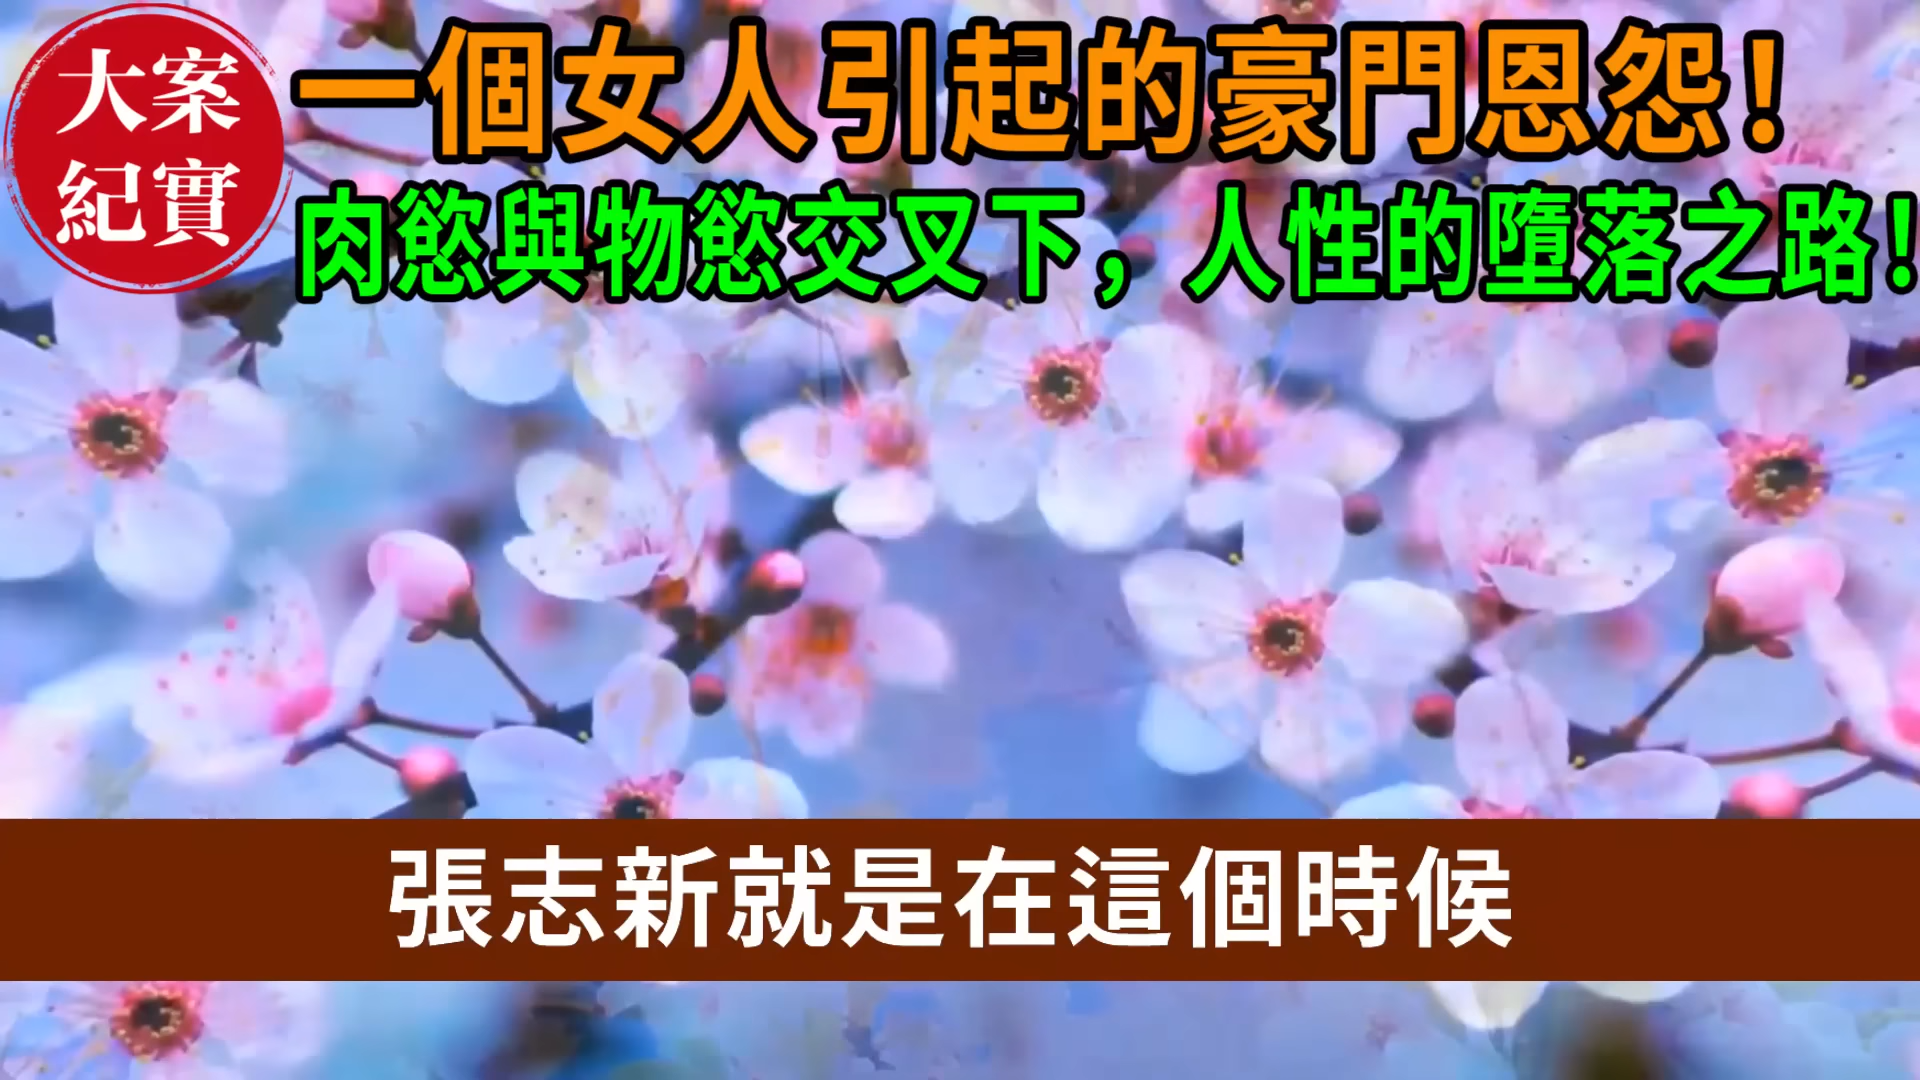 大案
紀實
一個女人引起的豪門恩怨！
肉慾與物慾交叉下，人性的墮落之路！
張志新就是在這個時候